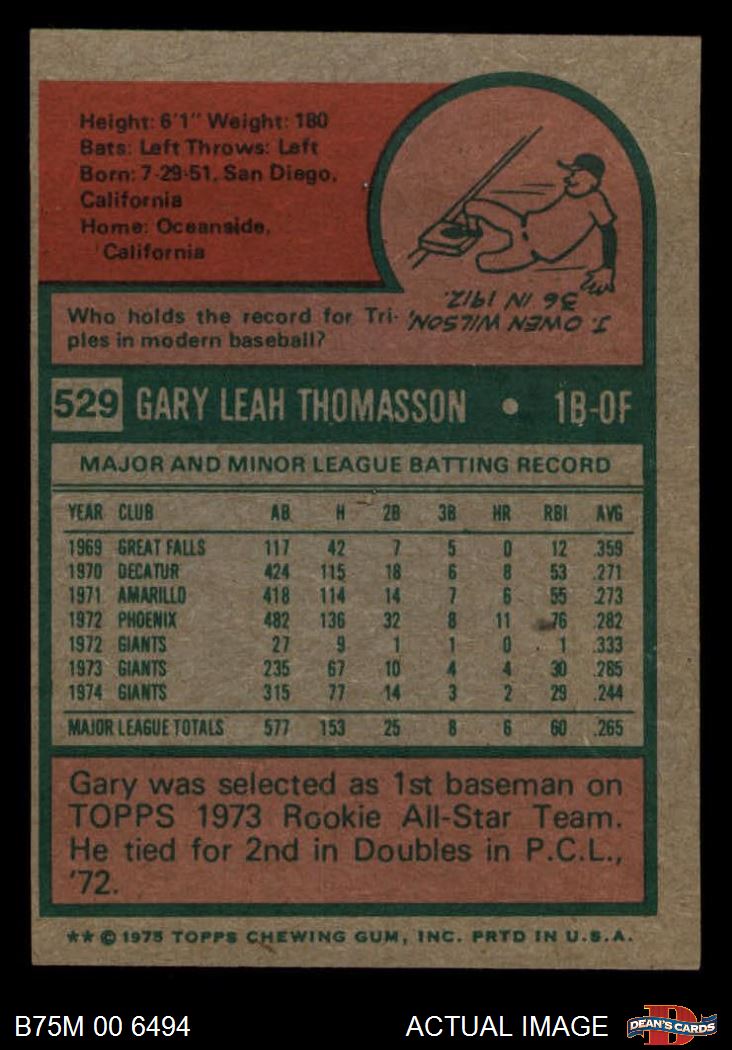 Height: 6'1" Weight: 180
Bats: Left Throws: Left
Born: 7-29-51, San Diego,
California
Home: Oceanside,
California
Who holds the record for Tri-
ples in modern baseball?
J. OWEN WILSON,
36 IN 1912.
529 GARY LEAH THOMASSON • 1B-OF
MAJOR AND MINOR LEAGUE BATTING RECORD
YEAR CLUB AB H 2B 3B HR RBI AVG
1969 GREAT FALLS 117 42 7 5 0 12 .359
1970 DECATUR 424 115 18 6 8 53 .271
1971 AMARILLO 418 114 14 7 6 55 .273
1972 PHOENIX 482 136 32 8 11 76 .282
1972 GIANTS 27 9 1 1 0 1 .333
1973 GIANTS 235 67 10 4 4 30 .285
1974 GIANTS 315 77 14 3 2 29 .244
MAJOR LEAGUE TOTALS 577 153 25 8 6 60 .265
Gary was selected as 1st baseman on
TOPPS 1973 Rookie All-Star Team.
He tied for 2nd in Doubles in P.C.L.,
'72.
** © 1975 TOPPS CHEWING GUM, INC. PRTD IN U.S.A.
B75M 00 6494 ACTUAL IMAGE D DEAN'S CARDS